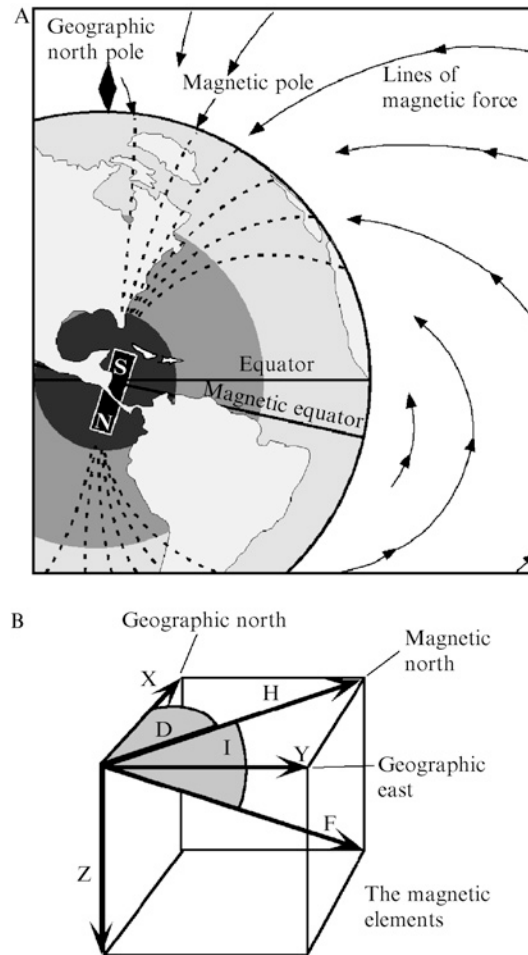 A
Geographic
north pole
Magnetic pole
Lines of
magnetic force
S
N
Equator
Magnetic equator
B
Geographic north
Magnetic
north
X
H
D
I
Y
Geographic
east
F
Z
The magnetic
elements